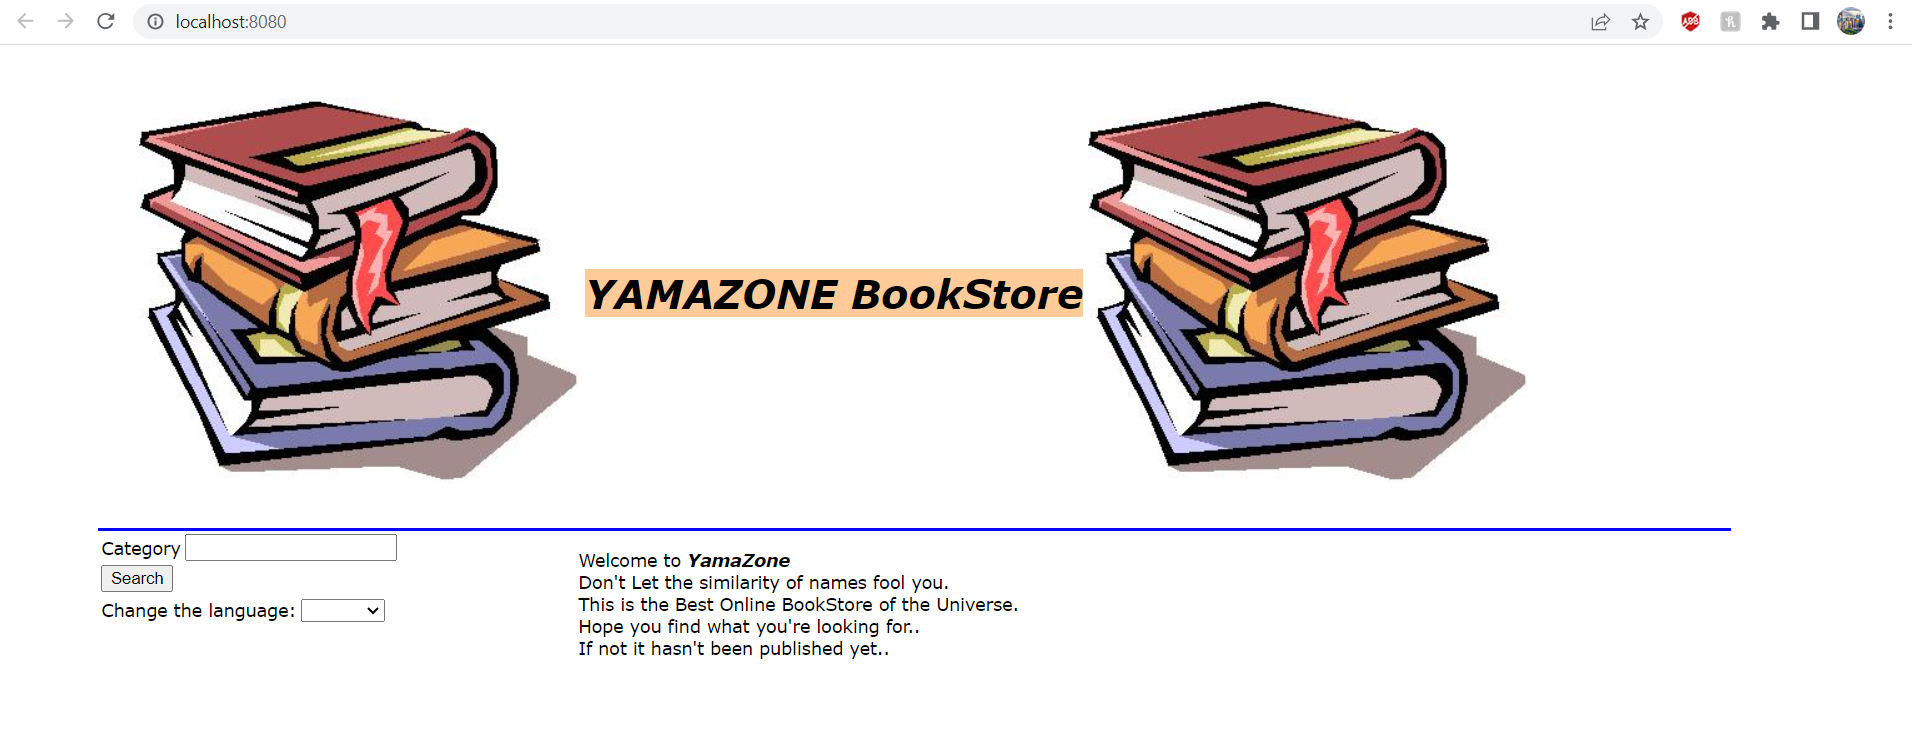 localhost:8080
YAMAZONE BookStore
Category
Search
Change the language:
Welcome to YamaZone
Don't Let the similarity of names fool you.
This is the Best Online BookStore of the Universe.
Hope you find what you're looking for..
If not it hasn't been published yet..